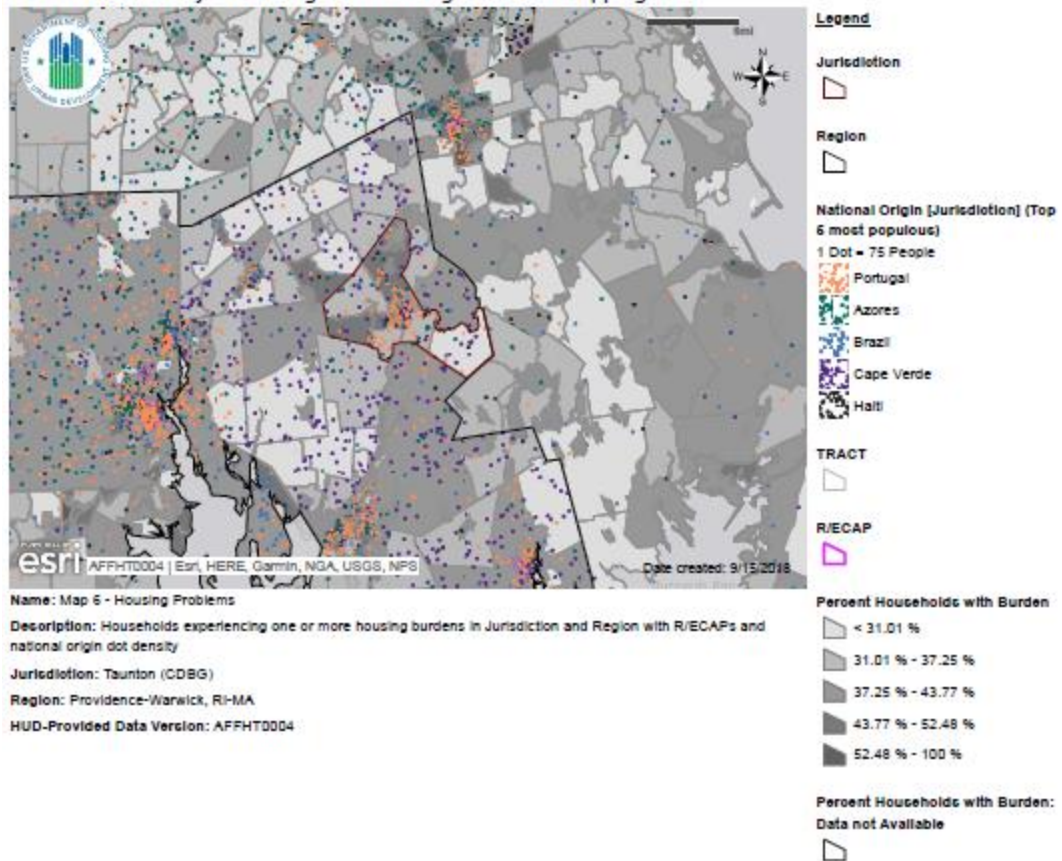 Legend
Jurisdiction
Region
National Origin [Jurisdiction] (Top
5 most populous)
1 Dot = 75 People
Portugal
Azores
Brazil
Cape Verde
Haiti
TRACT
R/ECAP
Percent Households with Burden
< 31.01 %
31.01 % - 37.25 %
37.25 % - 43.77 %
43.77 % - 52.48 %
52.48 % - 100 %
Percent Households with Burden:
Data not Available
N
W E
S
esri
AFFHT0004 | Esri, HERE, Garmin, NGA, USGS, NPS
Date created: 9/15/2018
Name: Map 6 - Housing Problems
Description: Households experiencing one or more housing burdens in Jurisdiction and Region with R/ECAPs and
national origin dot density
Jurisdiction: Taunton (CDBG)
Region: Providence-Warwick, RI-MA
HUD-Provided Data Version: AFFHT0004